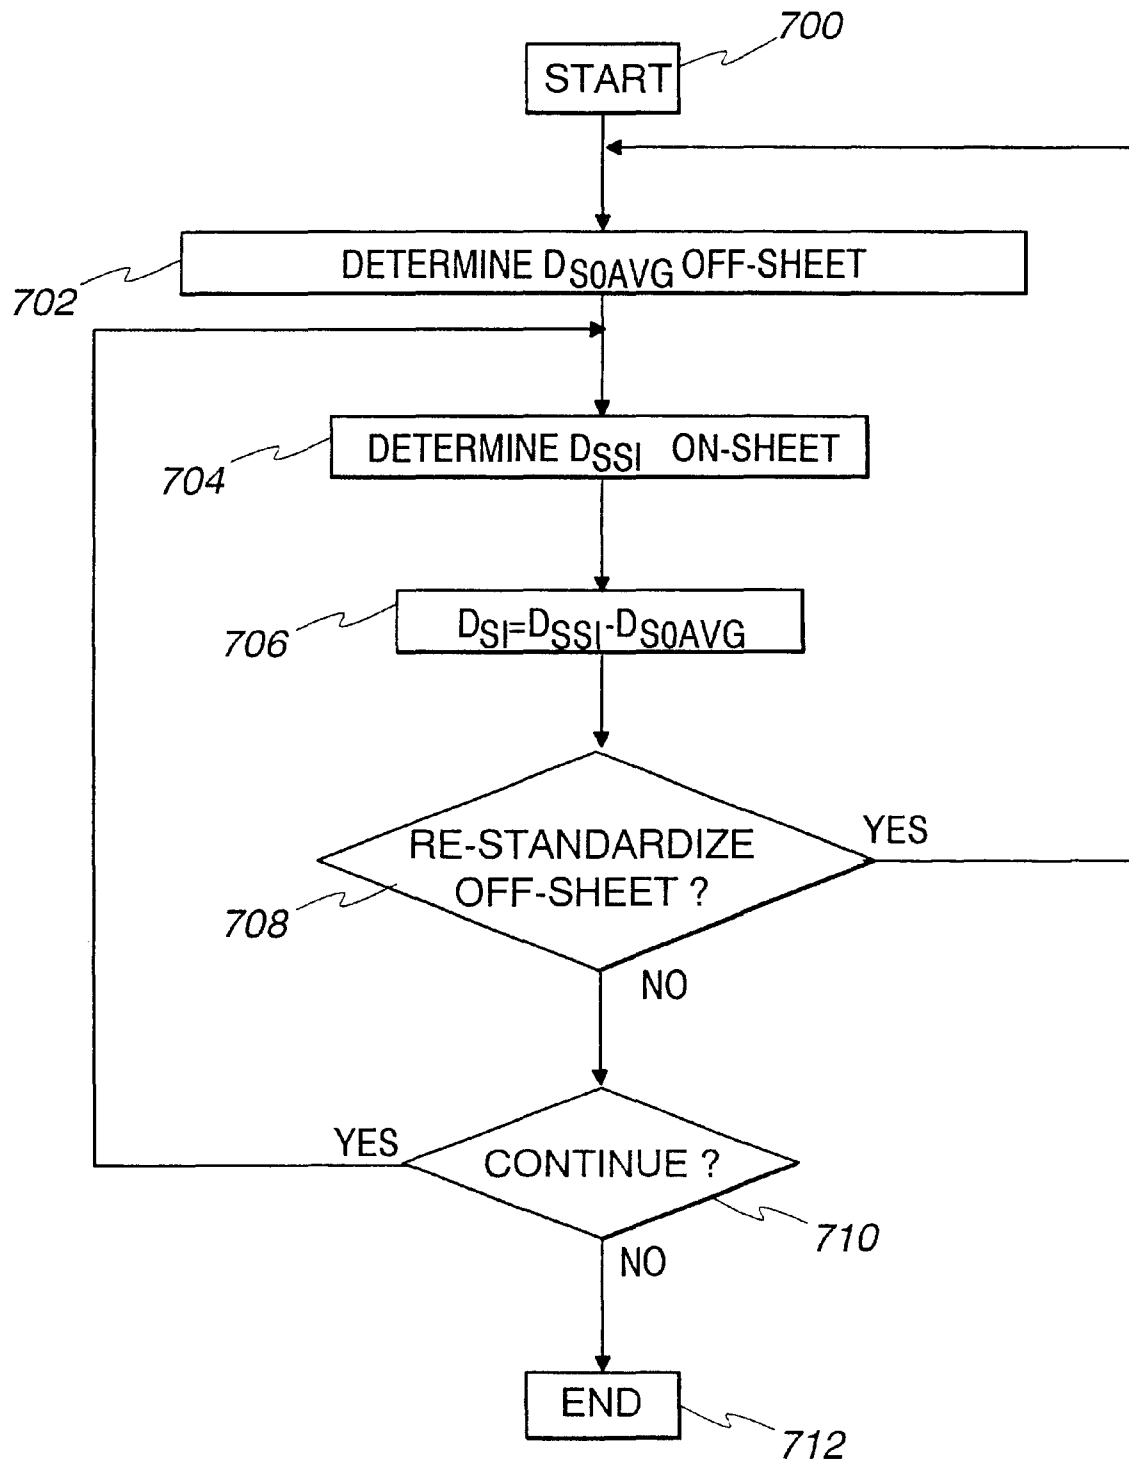 700
START
DETERMINE DS0AVG OFF-SHEET
702
DETERMINE DSSI ON-SHEET
704
DSI=DSSI-DS0AVG
706
YES
RE-STANDARDIZE
OFF-SHEET ?
708
NO
YES
CONTINUE ?
710
NO
END
712